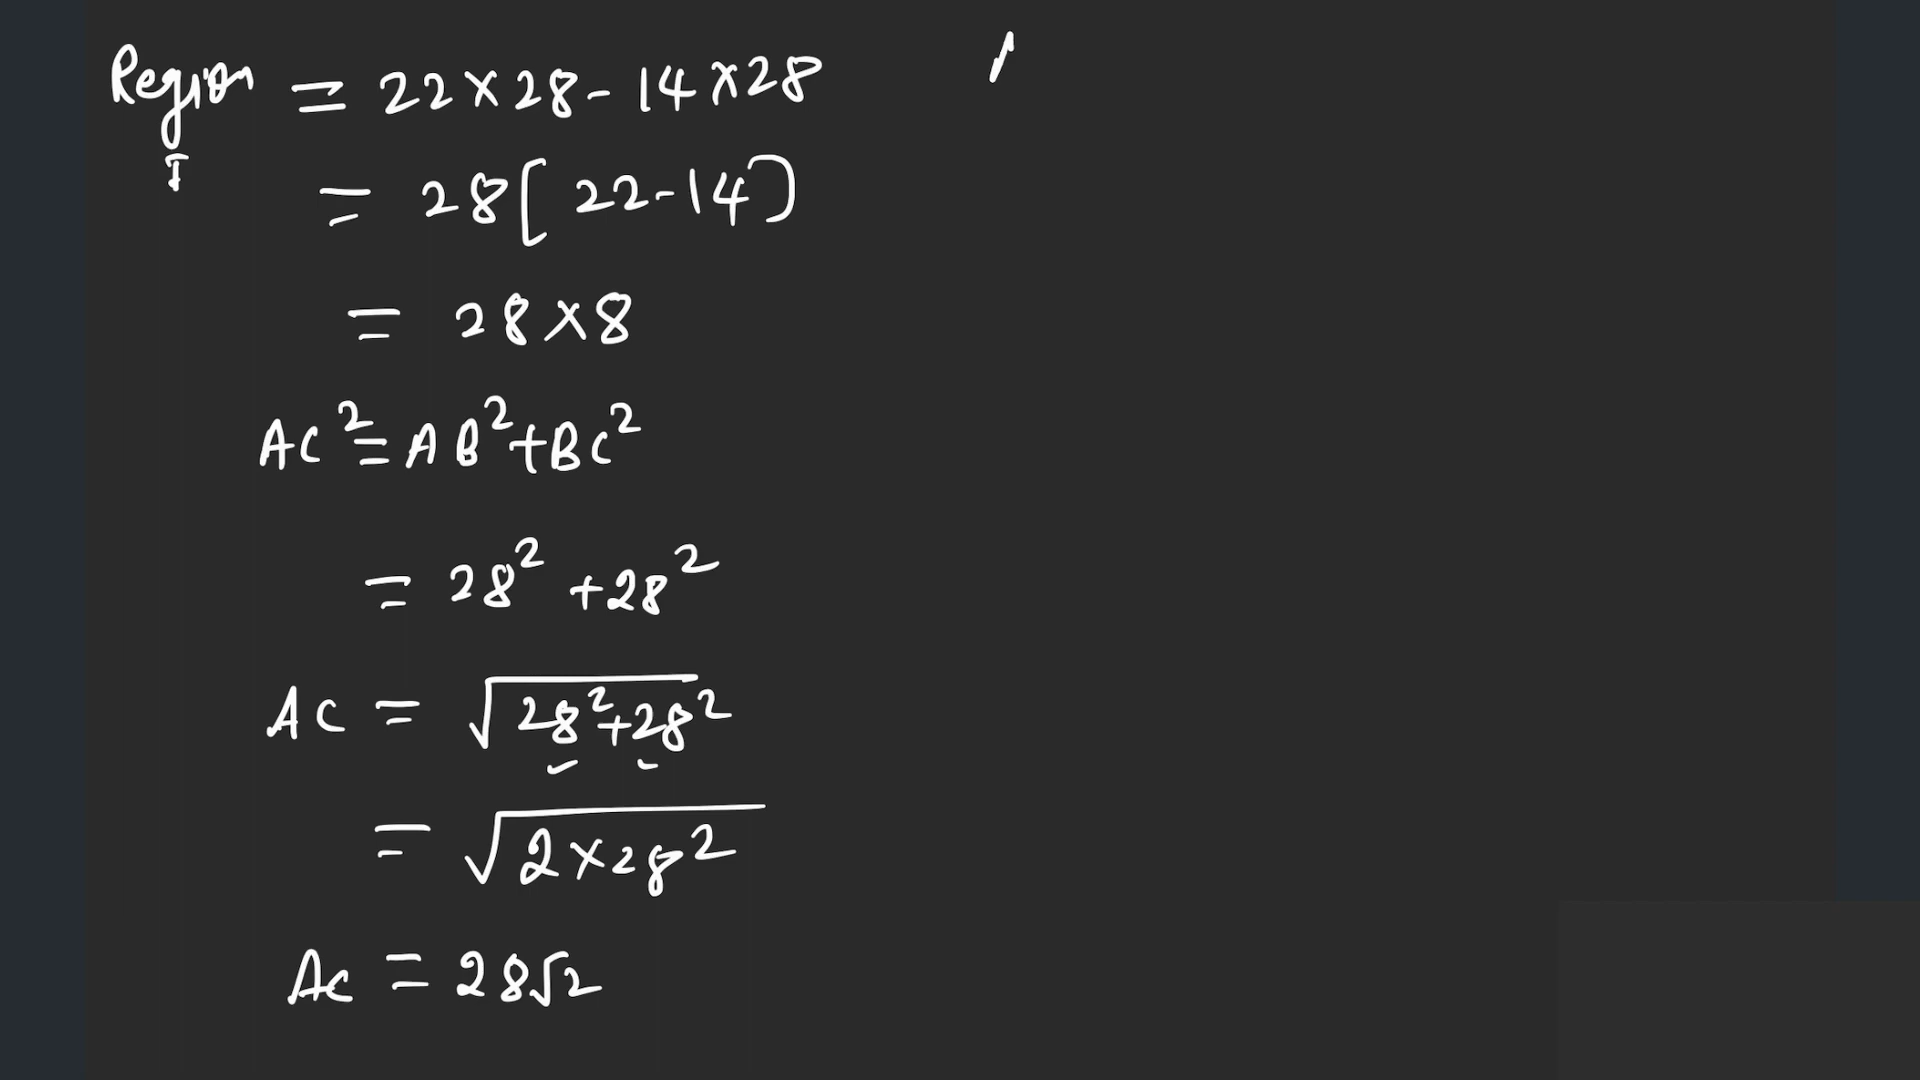 Region I = 22×28 - 14×28
= 28[22-14]
= 28×8
AC² = AB²+BC²
= 28² + 28²
AC = √28²+28²
= √2×28²
AC = 28√2